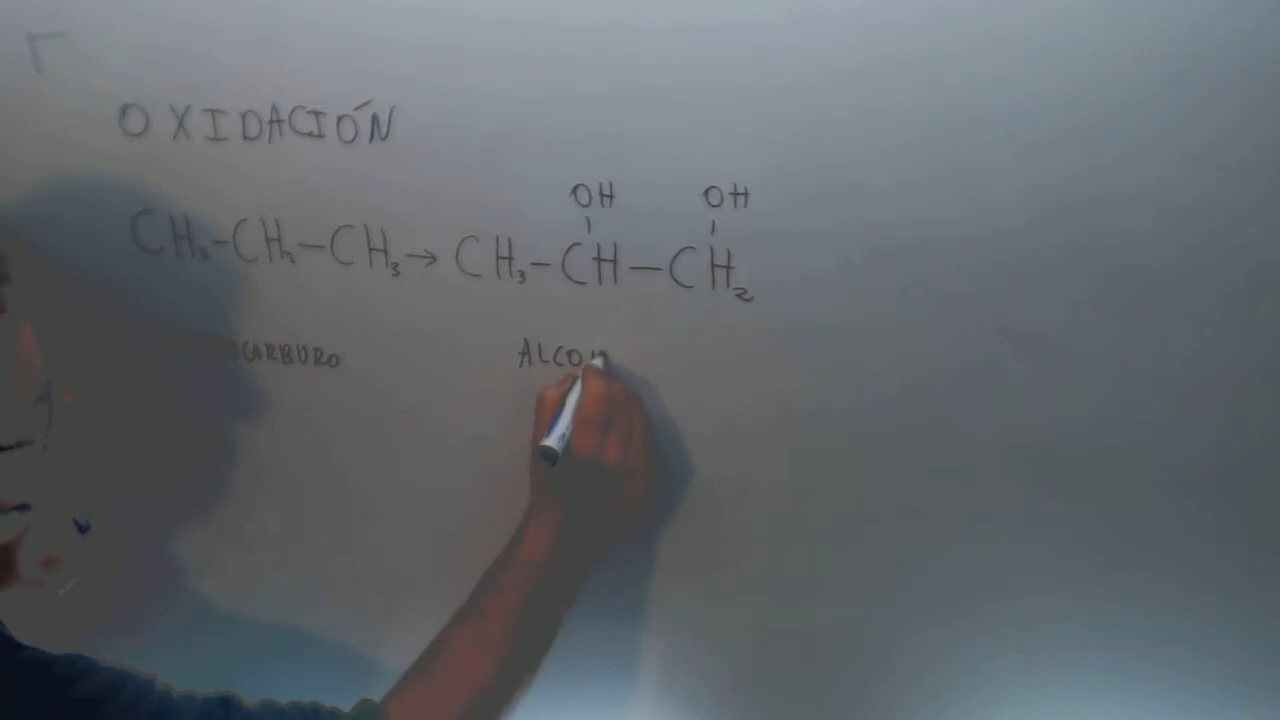 OXIDACIÓN
OH OH
CH₃-CH₂-CH₃→CH₃-CH-CH₂
CARBURO ALCO